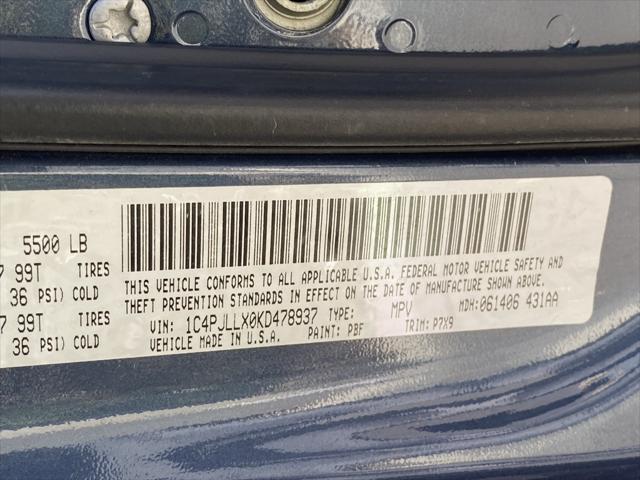 5500 LB
7 99T TIRES
36 PSI) COLD
7 99T TIRES
36 PSI) COLD
THIS VEHICLE CONFORMS TO ALL APPLICABLE U.S.A. FEDERAL MOTOR VEHICLE SAFETY AND
THEFT PREVENTION STANDARDS IN EFFECT ON THE DATE OF MANUFACTURE SHOWN ABOVE.
VIN: 1C4PJLLX0KD478937 TYPE: MPV MDH: 061406 431AA
VEHICLE MADE IN U.S.A. PAINT: PBF TRIM: P7X9